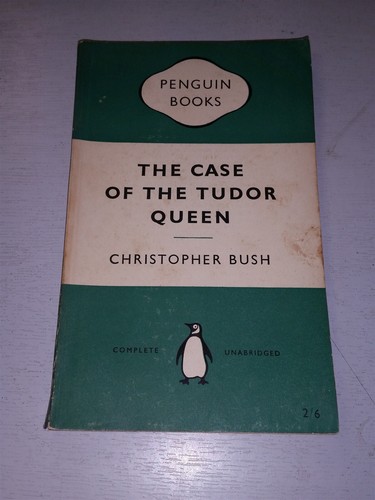 PENGUIN
BOOKS
THE CASE
OF THE TUDOR
QUEEN
CHRISTOPHER BUSH
COMPLETE UNABRIDGED
2/6